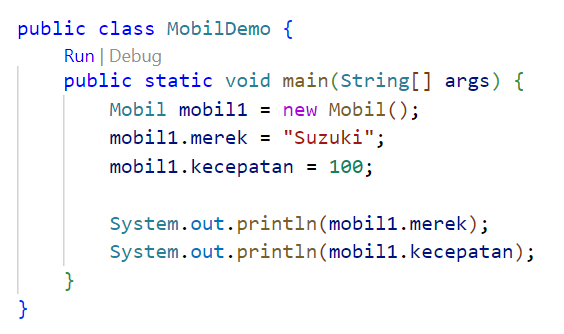 public class MobilDemo {
Run | Debug
public static void main(String[] args) {
Mobil mobil1 = new Mobil();
mobil1.merek = "Suzuki";
mobil1.kecepatan = 100;
System.out.println(mobil1.merek);
System.out.println(mobil1.kecepatan);
}
}